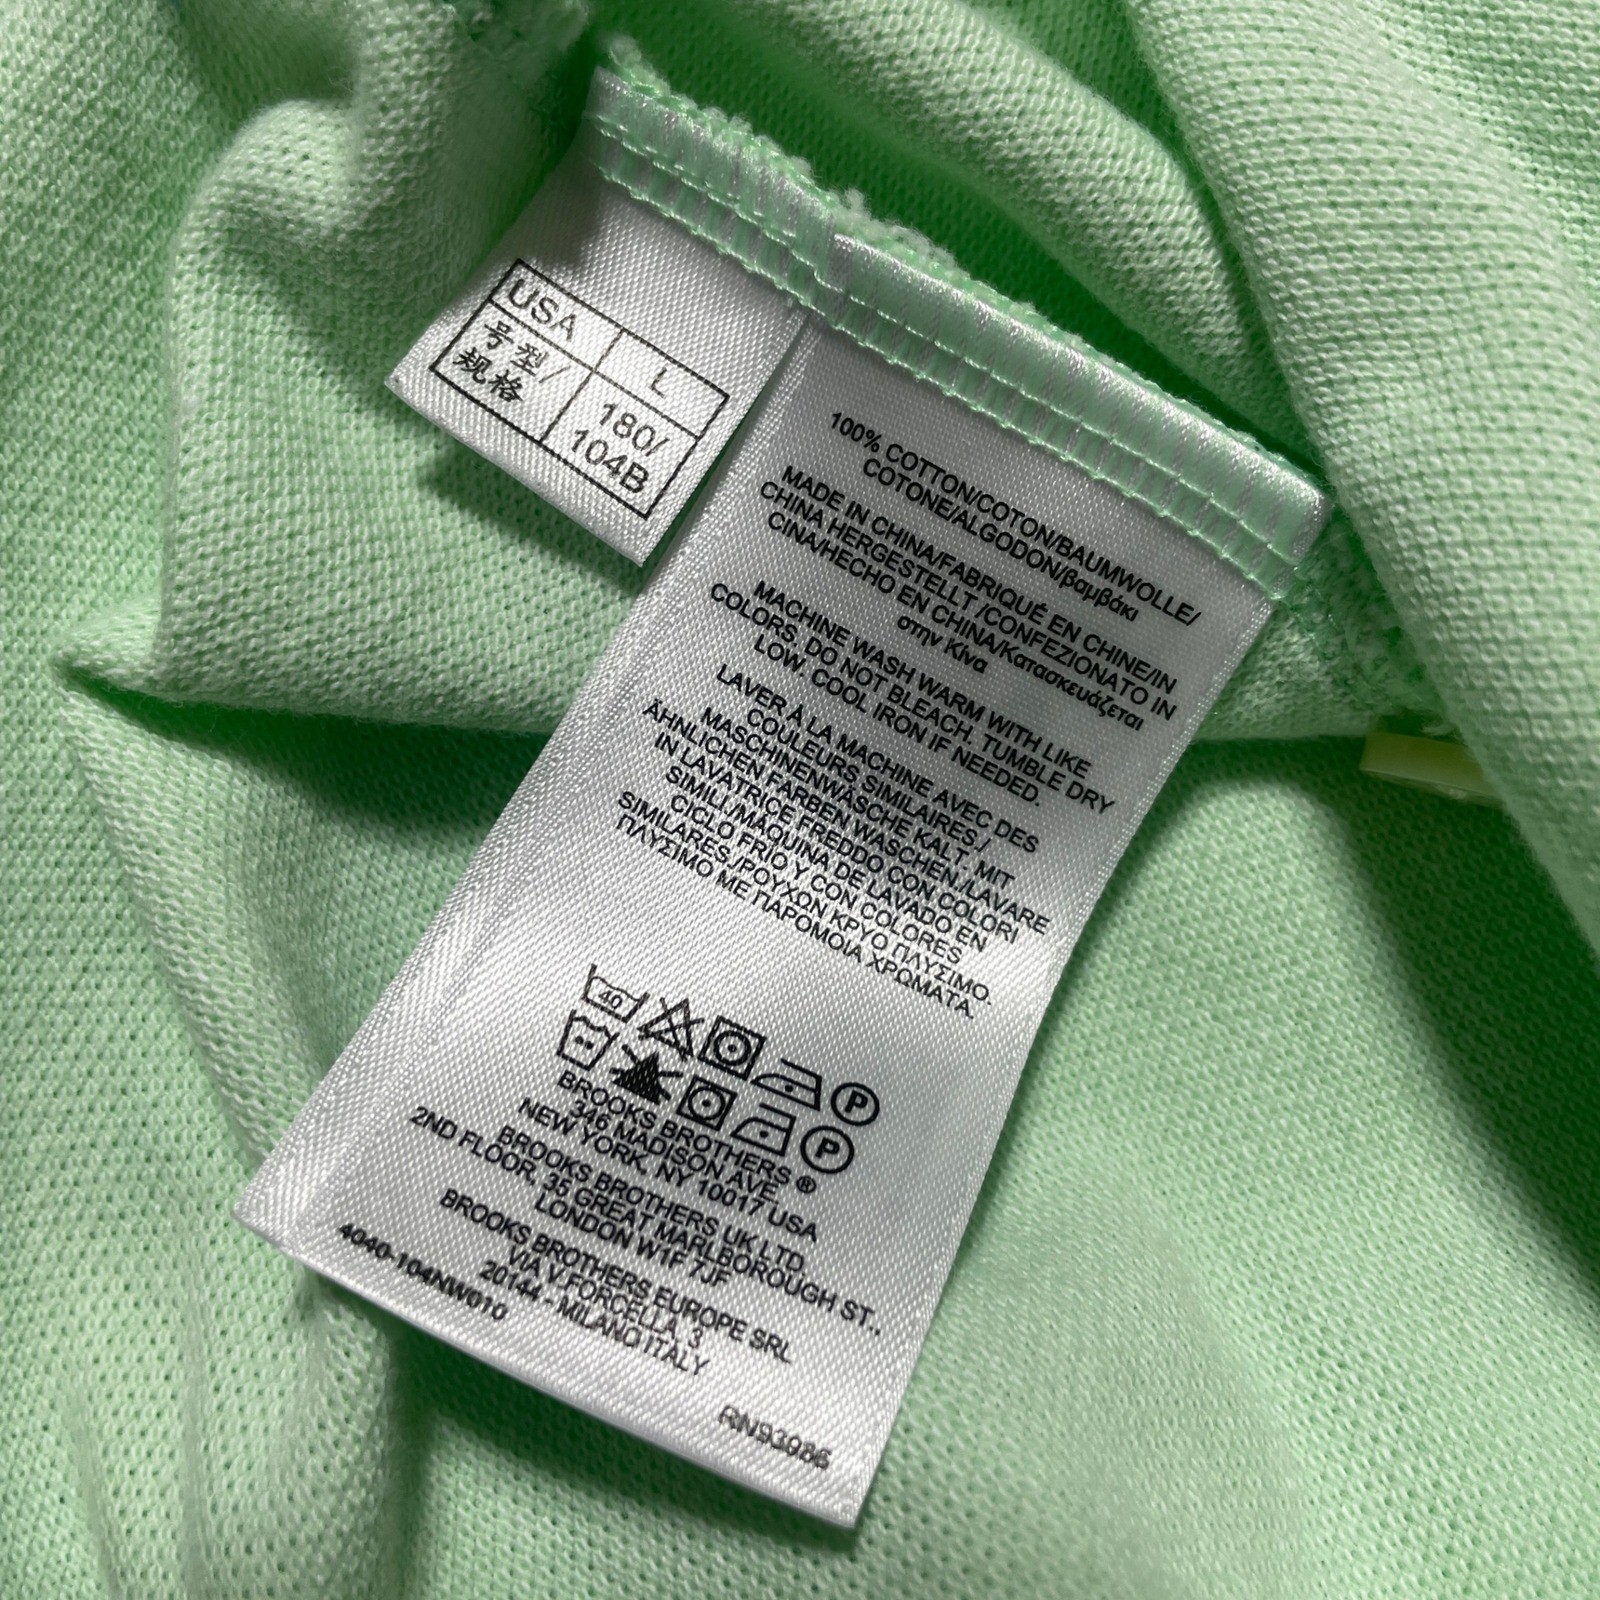 USA L
号型/规格 180/104B
100% COTTON/COTON/BAUMWOLLE/
COTONE/ALGODON/βαμβάκι
MADE IN CHINA/FABRIQUÉ EN CHINE/IN
CHINA HERGESTELLT /CONFEZIONATO IN
CINA/HECHO EN CHINA/Κατασκευάζεται
στην Κίνα
MACHINE WASH WARM WITH LIKE
COLORS. DO NOT BLEACH. TUMBLE DRY
LOW. COOL IRON IF NEEDED.
LAVER À LA MACHINE AVEC DES
COULEURS SIMILAIRES./
MASCHINENWÄSCHE KALT, MIT
ÄHNLICHEN FARBEN WASCHEN./LAVARE
IN LAVATRICE FREDDO CON COLORI
SIMILI/MÁQUINA DE LAVADO EN
CICLO FRÍO Y CON COLORES
SIMILARES./ΡΟΥΧΩΝ ΚΡΥΟ ΠΛΥΣΙΜΟ.
ΠΛΥΣΙΜΟ ΜΕ ΠΑΡΟΜΟΙΑ ΧΡΩΜΑΤΑ.
40 P
P
BROOKS BROTHERS ®
346 MADISON AVE.
NEW YORK, NY 10017 USA
BROOKS BROTHERS UK LTD.
2ND FLOOR, 35 GREAT MARLBOROUGH ST.,
LONDON W1F 7JF
BROOKS BROTHERS EUROPE SRL
VIA V.FORCELLA, 3
20144 - MILANO ITALY
4040-104NW010
RN93986